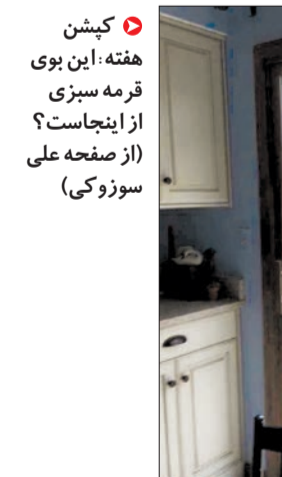 کپشن
هفته: این بوی
قرمه سبزی
از اینجاست؟
(از صفحه علی
سوزوکی)